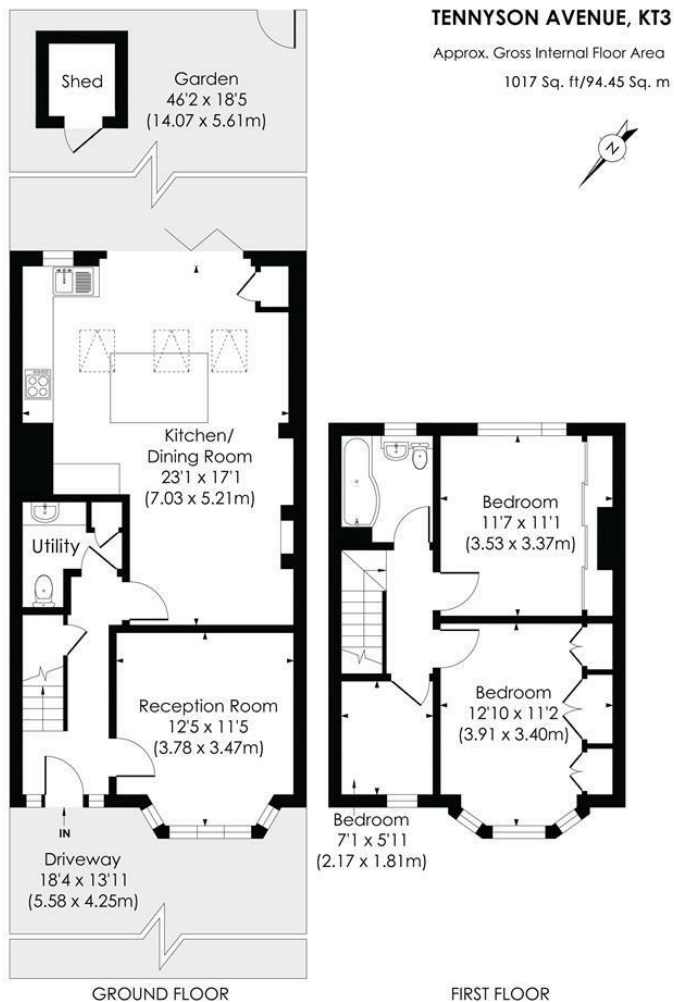 TENNYSON AVENUE, KT3
Approx. Gross Internal Floor Area
1017 Sq. ft/94.45 Sq. m
N
Shed
Garden
46'2 x 18'5
(14.07 x 5.61m)
Kitchen/
Dining Room
23'1 x 17'1
(7.03 x 5.21m)
Utility
Reception Room
12'5 x 11'5
(3.78 x 3.47m)
IN
Driveway
18'4 x 13'11
(5.58 x 4.25m)
GROUND FLOOR
Bedroom
11'7 x 11'1
(3.53 x 3.37m)
Bedroom
12'10 x 11'2
(3.91 x 3.40m)
Bedroom
7'1 x 5'11
(2.17 x 1.81m)
FIRST FLOOR